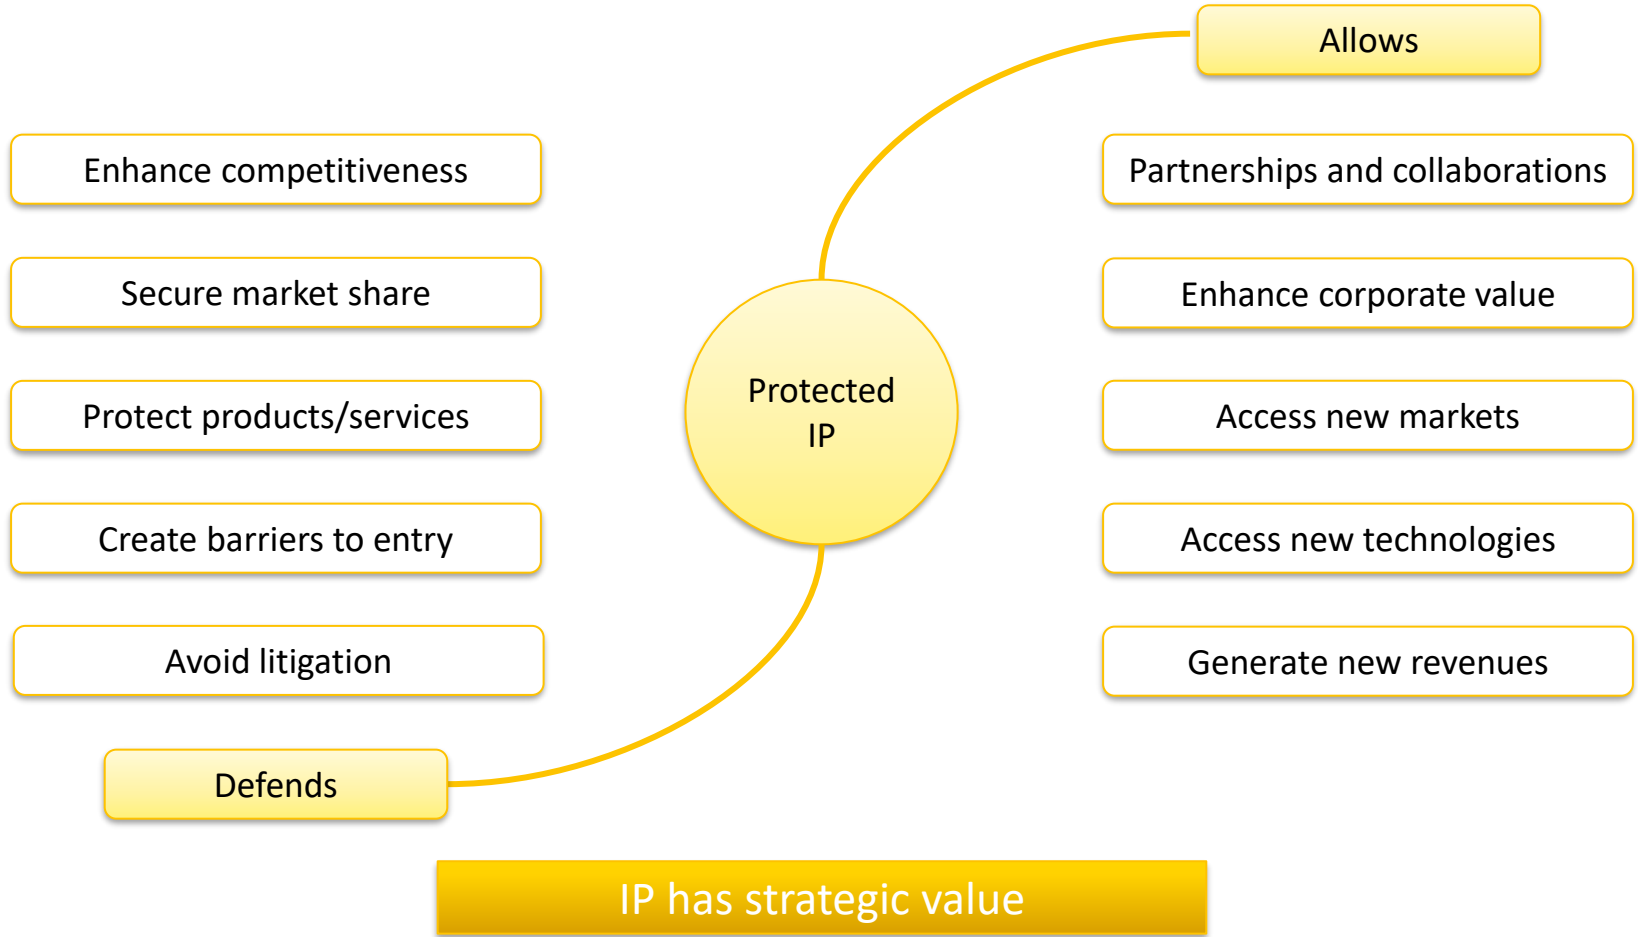 Allows
Enhance competitiveness
Secure market share
Protect products/services
Create barriers to entry
Avoid litigation
Defends
Protected
IP
Partnerships and collaborations
Enhance corporate value
Access new markets
Access new technologies
Generate new revenues
IP has strategic value